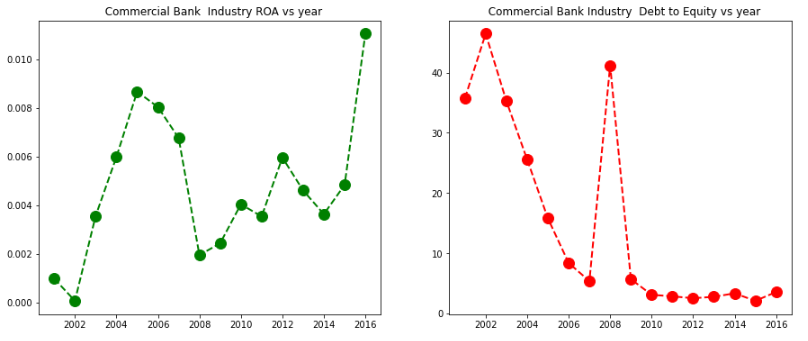 Commercial Bank  Industry ROA vs year
0.010
0.008
0.006
0.004
0.002
0.000
2002 2004 2006 2008 2010 2012 2014 2016
Commercial Bank Industry  Debt to Equity vs year
40
30
20
10
0
2002 2004 2006 2008 2010 2012 2014 2016